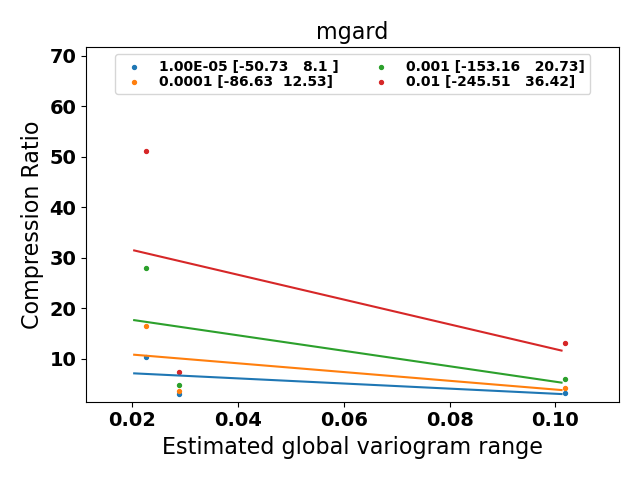 mgard
1.00E-05 [-50.73 8.1 ]
0.0001 [-86.63 12.53]
0.001 [-153.16 20.73]
0.01 [-245.51 36.42]
Compression Ratio
70
60
50
40
30
20
10
0.02 0.04 0.06 0.08 0.10
Estimated global variogram range